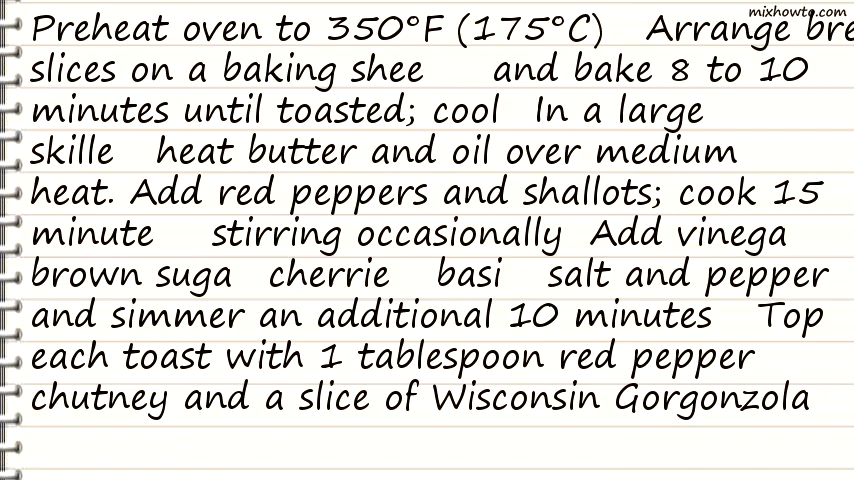 mixhowto.com
Preheat oven to 350°F (175°C) Arrange bre
slices on a baking shee and bake 8 to 10
minutes until toasted; cool In a large
skille heat butter and oil over medium
heat. Add red peppers and shallots; cook 15
minute stirring occasionally Add vinega
brown suga cherrie basi salt and pepper
and simmer an additional 10 minutes Top
each toast with 1 tablespoon red pepper
chutney and a slice of Wisconsin Gorgonzola